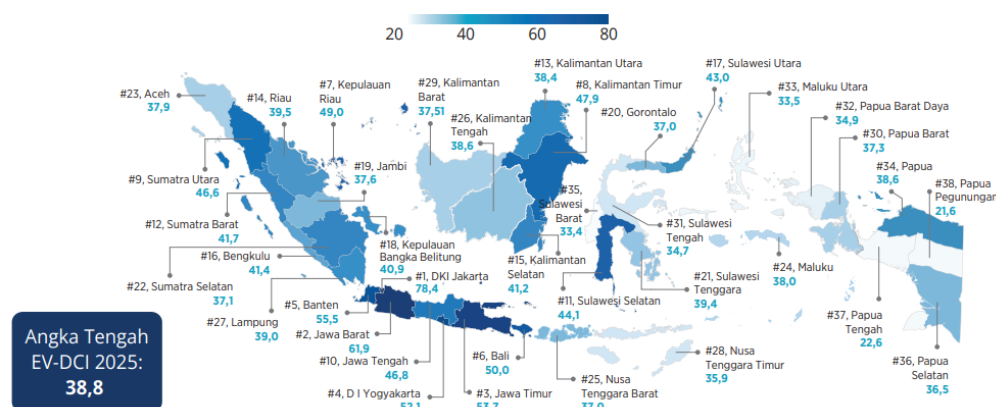 20 40 60 80
#23, Aceh
37,9
#14, Riau
39,5
#7, Kepulauan
Riau
49,0
#29, Kalimantan
Barat
37,51
#26, Kalimantan
Tengah
38,6
#13, Kalimantan Utara
38,4
#8, Kalimantan Timur
47,9
#20, Gorontalo
37,0
#17, Sulawesi Utara
43,0
#33, Maluku Utara
33,5
#32, Papua Barat Daya
34,9
#30, Papua Barat
37,3
#34, Papua
38,6
#38, Papua
Pegunungan
21,6
#9, Sumatra Utara
46,6
#19, Jambi
37,6
#12, Sumatra Barat
41,7
#16, Bengkulu
41,4
#22, Sumatra Selatan
37,1
#27, Lampung
39,0
#18, Kepulauan
Bangka Belitung
40,9
#1, DKI Jakarta
78,4
#5, Banten
55,5
#2, Jawa Barat
61,9
#10, Jawa Tengah
46,8
#4, D I Yogyakarta
52,1
#3, Jawa Timur
53,7
#6, Bali
50,0
#35,
Sulawesi
Barat
33,4
#15, Kalimantan
Selatan
41,2
#11, Sulawesi Selatan
44,1
#31, Sulawesi
Tengah
34,7
#21, Sulawesi
Tenggara
39,4
#24, Maluku
38,0
#25, Nusa
Tenggara Barat
37,0
#28, Nusa
Tenggara Timur
35,9
#37, Papua
Tengah
22,6
#36, Papua
Selatan
36,5
Angka Tengah
EV-DCI 2025:
38,8